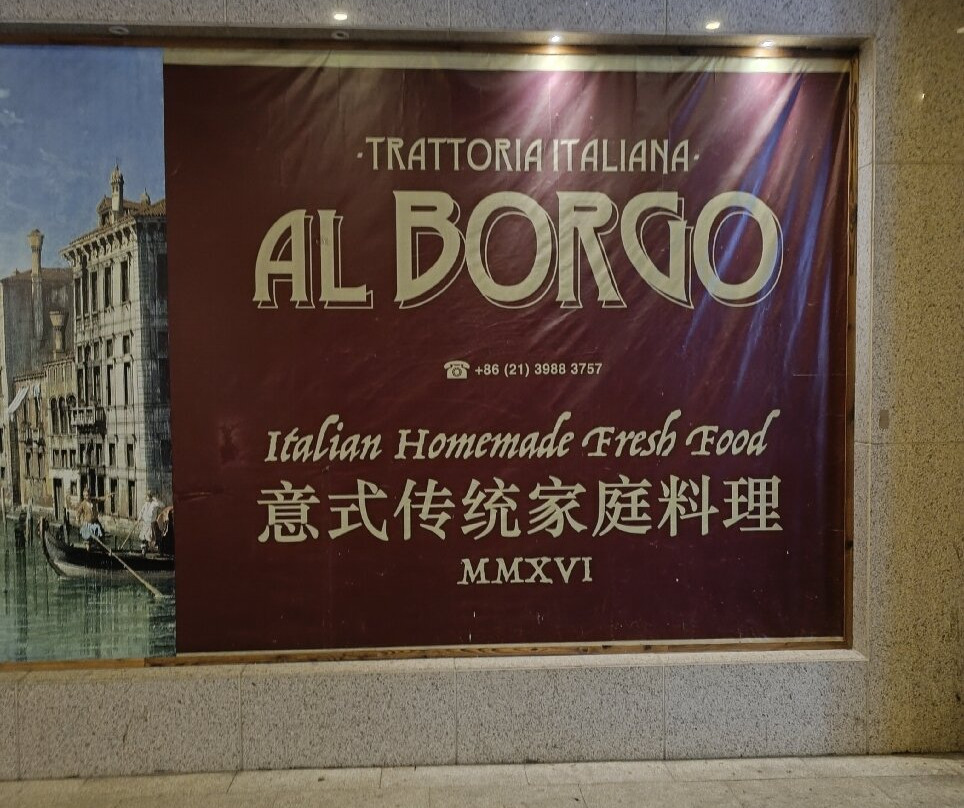 ·TRATTORIA ITALIANA·
AL BORGO
☎ +86 (21) 3988 3757
Italian Homemade Fresh Food
意式传统家庭料理
MMXVI